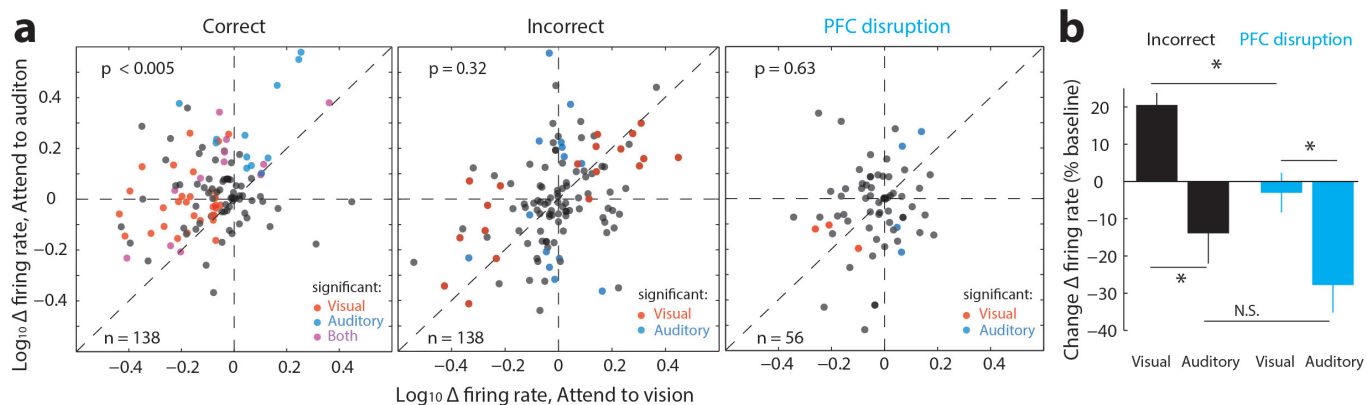 a
Correct
Incorrect
PFC disruption
b
Incorrect PFC disruption
Log₁₀ Δ firing rate, Attend to auditon
p < 0.005
0.4
0.2
0
−0.2
−0.4
significant:
Visual
Auditory
Both
n = 138
−0.4 −0.2 0 0.2 0.4
p = 0.32
significant:
Visual
Auditory
n = 138
−0.4 −0.2 0 0.2 0.4
p = 0.63
significant:
Visual
Auditory
n = 56
−0.4 −0.2 0 0.2 0.4
Log₁₀ Δ firing rate, Attend to vision
Change Δ firing rate (% baseline)
20
10
0
−10
−20
−30
−40
*
*
*
N.S.
Visual Auditory Visual Auditory